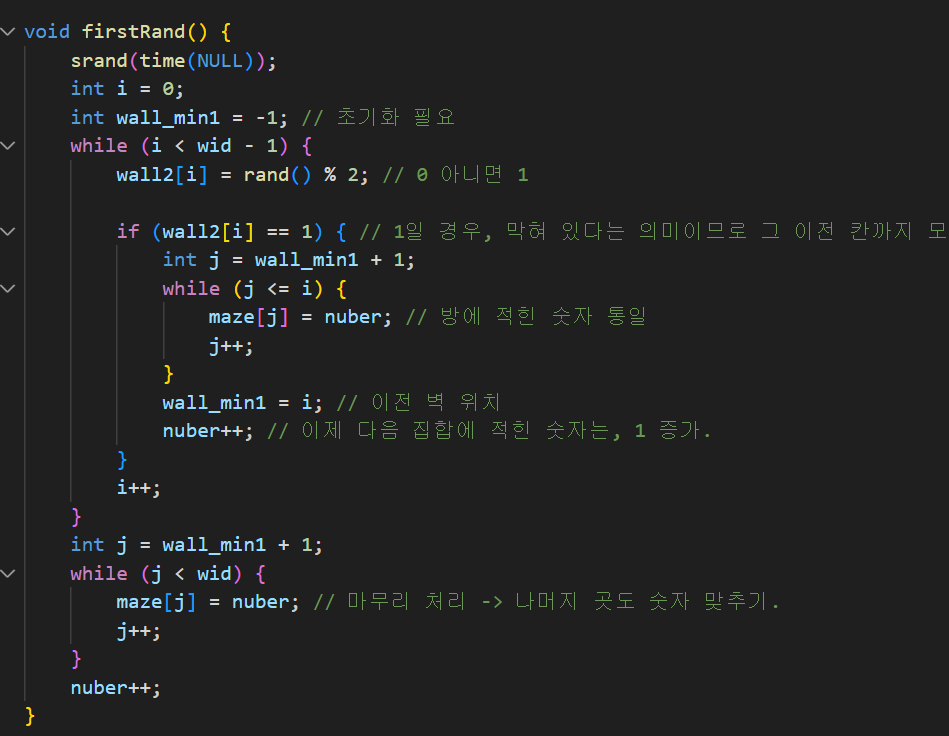 void firstRand() {
    srand(time(NULL));
    int i = 0;
    int wall_min1 = -1; // 초기화 필요
    while (i < wid - 1) {
        wall2[i] = rand() % 2; // 0 아니면 1
        if (wall2[i] == 1) { // 1일 경우, 막혀 있다는 의미이므로 그 이전 칸까지 모
            int j = wall_min1 + 1;
            while (j <= i) {
                maze[j] = nuber; // 방에 적힌 숫자 통일
                j++;
            }
            wall_min1 = i; // 이전 벽 위치
            nuber++; // 이제 다음 집합에 적힌 숫자는, 1 증가.
        }
        i++;
    }
    int j = wall_min1 + 1;
    while (j < wid) {
        maze[j] = nuber; // 마무리 처리 -> 나머지 곳도 숫자 맞추기.
        j++;
    }
    nuber++;
}